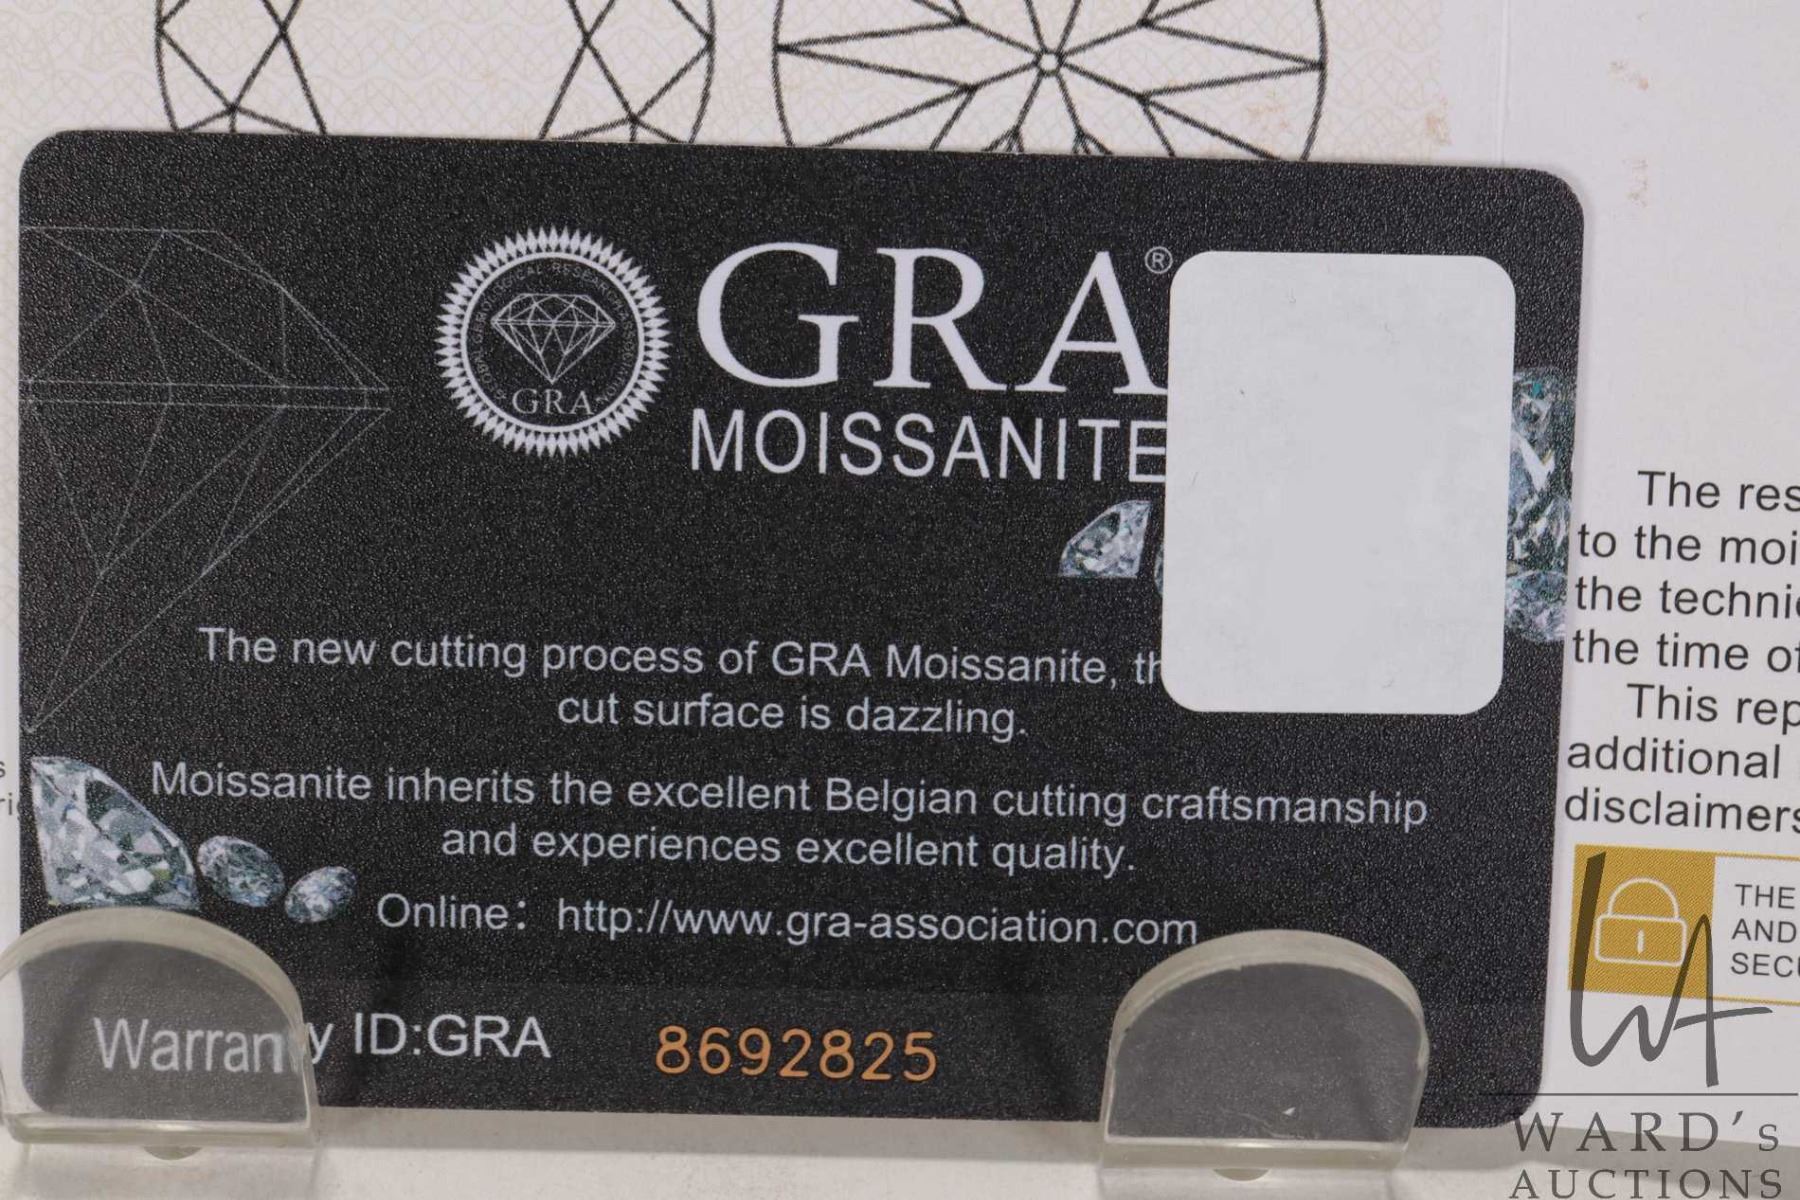 GRA®
MOISSANITE
GRA
The new cutting process of GRA Moissanite, th
cut surface is dazzling.
Moissanite inherits the excellent Belgian cutting craftsmanship
and experiences excellent quality.
Online: http://www.gra-association.com
Warranty ID:GRA 8692825
The res
to the moi
the technic
the time of
This rep
additional
disclaimers
THE
AND
SECU
WARD's
AUCTIONS